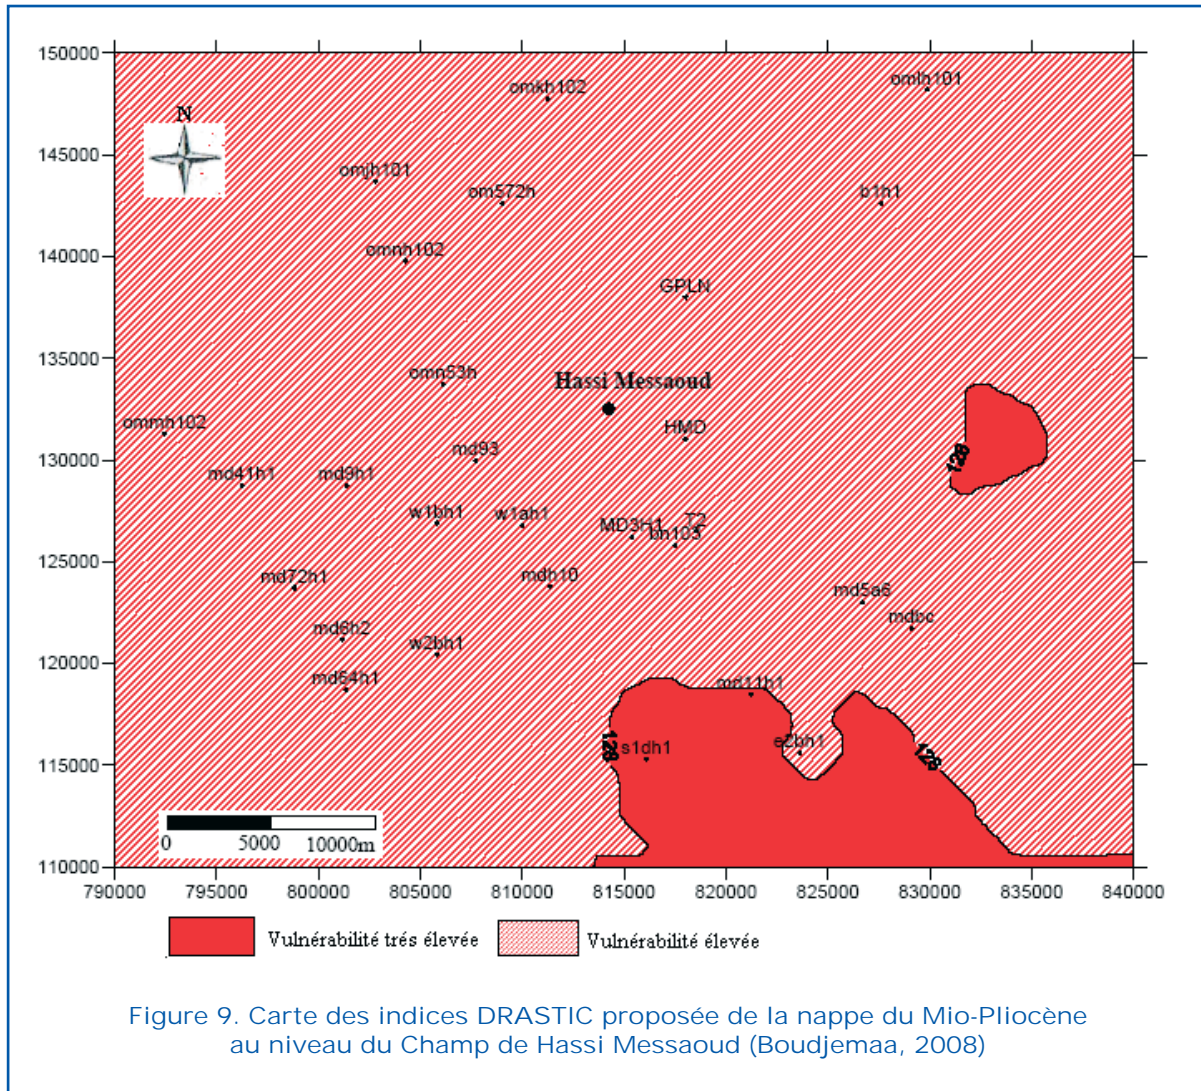 150000
omkh102
omlh101
N
145000
omjh101
om572h
b1h1
140000
omnh102
GPLN
135000
omn53h
Hassi Messaoud
ommh102
HMD
md93
128
130000
md41h1
md9h1
w1bh1
w1ah1
MD3H1
bh103
125000
md72h1
mdh10
md5a6
mdbc
md6h2
w2bh1
120000
md64h1
md11h1
128
s1dh1
e2bh1
128
115000
0
5000
10000m
110000
790000 795000 800000 805000 810000 815000 820000 825000 830000 835000 840000
Vulnérabilité trés élevée
Vulnérabilité élevée
Figure 9. Carte des indices DRASTIC proposée de la nappe du Mio-Pliocène
au niveau du Champ de Hassi Messaoud (Boudjemaa, 2008)